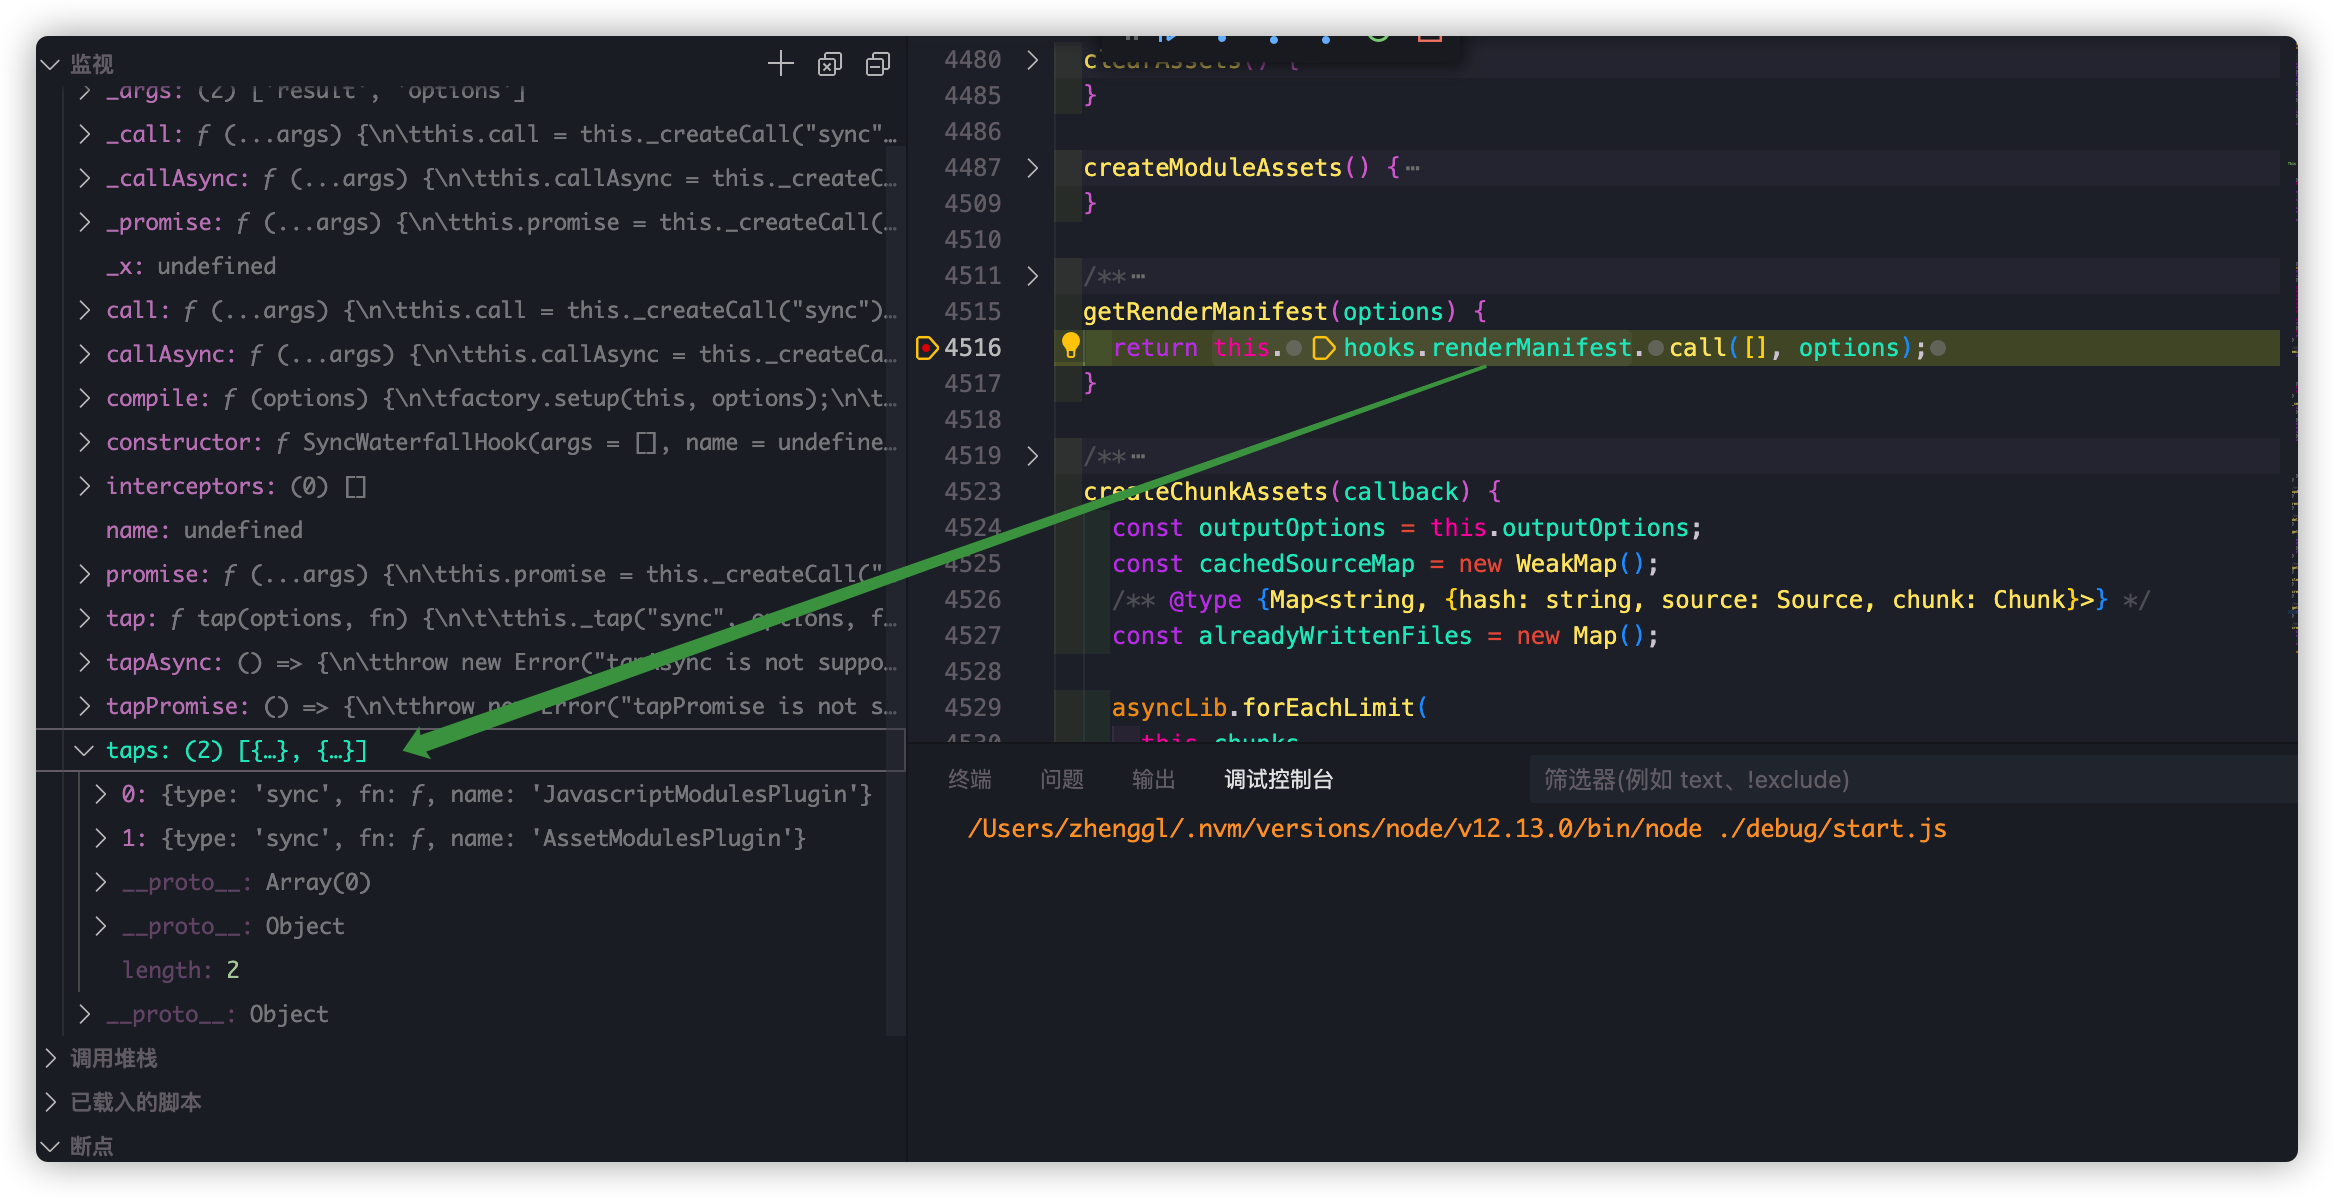 监视
_args: (2) ['result', 'options']
_call: ƒ (...args) {\n\tthis.call = this._createCall("sync"…
_callAsync: ƒ (...args) {\n\tthis.callAsync = this._createC…
_promise: ƒ (...args) {\n\tthis.promise = this._createCall(…
_x: undefined
call: ƒ (...args) {\n\tthis.call = this._createCall("sync")…
callAsync: ƒ (...args) {\n\tthis.callAsync = this._createCa…
compile: ƒ (options) {\n\tfactory.setup(this, options);\n\t…
constructor: ƒ SyncWaterfallHook(args = [], name = undefine…
interceptors: (0) []
name: undefined
promise: ƒ (...args) {\n\tthis.promise = this._createCall("…
tap: ƒ tap(options, fn) {\n\t\tthis._tap("sync", options, f…
tapAsync: () => {\n\tthrow new Error("tapAsync is not suppo…
tapPromise: () => {\n\tthrow new Error("tapPromise is not s…
taps: (2) [{…}, {…}]
0: {type: 'sync', fn: ƒ, name: 'JavascriptModulesPlugin'}
1: {type: 'sync', fn: ƒ, name: 'AssetModulesPlugin'}
__proto__: Array(0)
__proto__: Object
length: 2
__proto__: Object
调用堆栈
已载入的脚本
断点
4480 clearAssets() {
4485 }
4486
4487 createModuleAssets() {⋯
4509 }
4510
4511 /**⋯
4515 getRenderManifest(options) {
4516 return this.hooks.renderManifest.call([], options);
4517 }
4518
4519 /**⋯
4523 createChunkAssets(callback) {
4524 const outputOptions = this.outputOptions;
4525 const cachedSourceMap = new WeakMap();
4526 /** @type {Map<string, {hash: string, source: Source, chunk: Chunk}>} */
4527 const alreadyWrittenFiles = new Map();
4528
4529 asyncLib.forEachLimit(
4530 this.chunks
终端 问题 输出 调试控制台 筛选器(例如 text、!exclude)
/Users/zhenggl/.nvm/versions/node/v12.13.0/bin/node ./debug/start.js